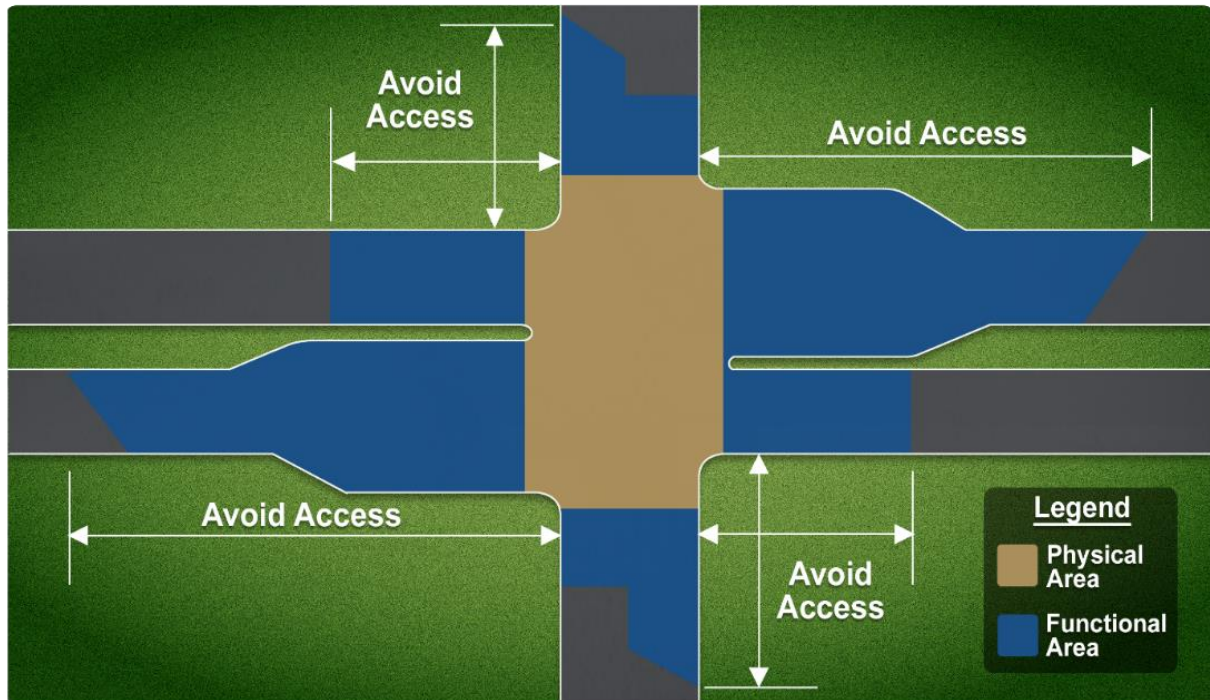 Avoid
Access
Avoid Access
Avoid Access
Avoid
Access
Legend
Physical
Area
Functional
Area